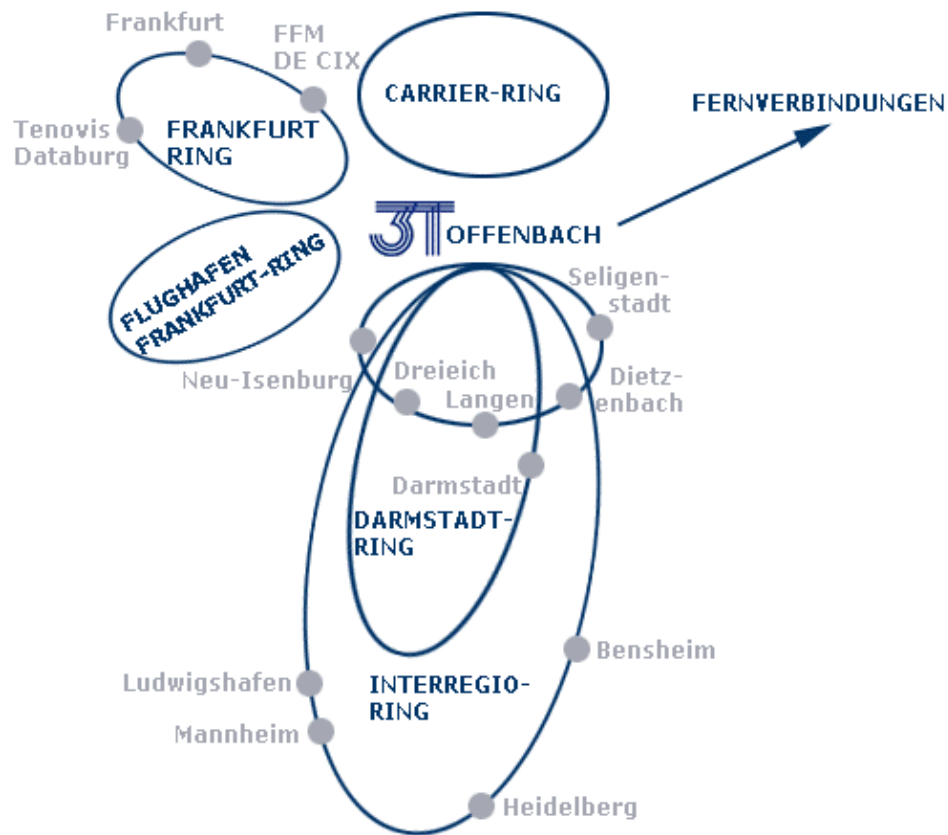 Frankfurt
FFM
DE CIX
CARRIER-RING
FERNVERBINDUNGEN
Tenovis
Databurg
FRANKFURT
RING
3T OFFENBACH
FLUGHAFEN
FRANKFURT-RING
Seligen-
stadt
Neu-Isenburg
Dreieich
Langen
Dietz-
enbach
Darmstadt
DARMSTADT-
RING
Bensheim
Ludwigshafen
INTERREGIO-
RING
Mannheim
Heidelberg